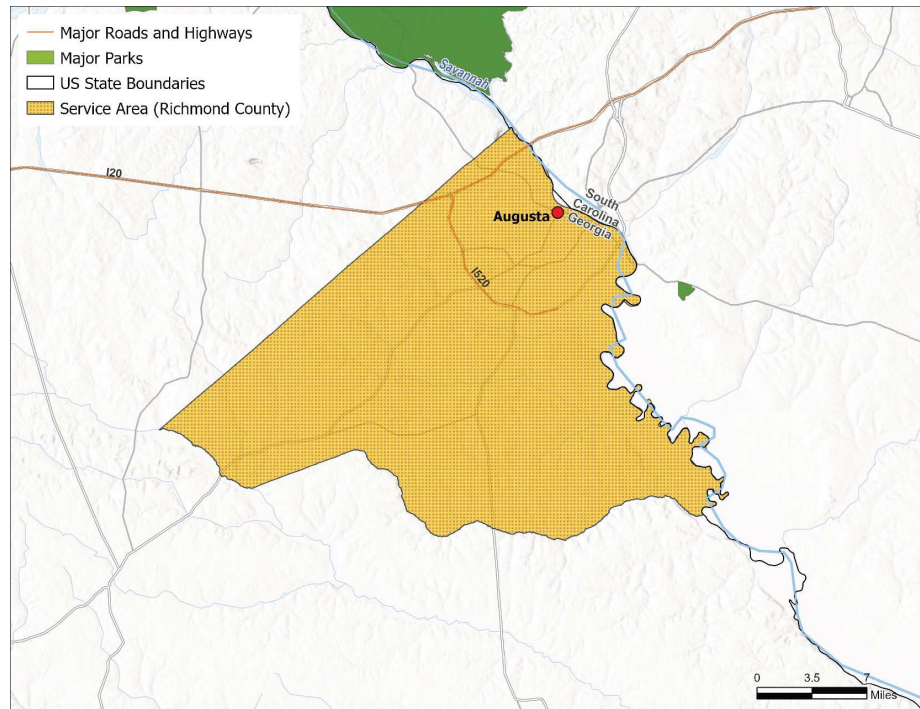 Major Roads and Highways
Major Parks
US State Boundaries
Service Area (Richmond County)
Savannah
I20
South
Carolina
Georgia
Augusta
I520
0 3.5 7
Miles